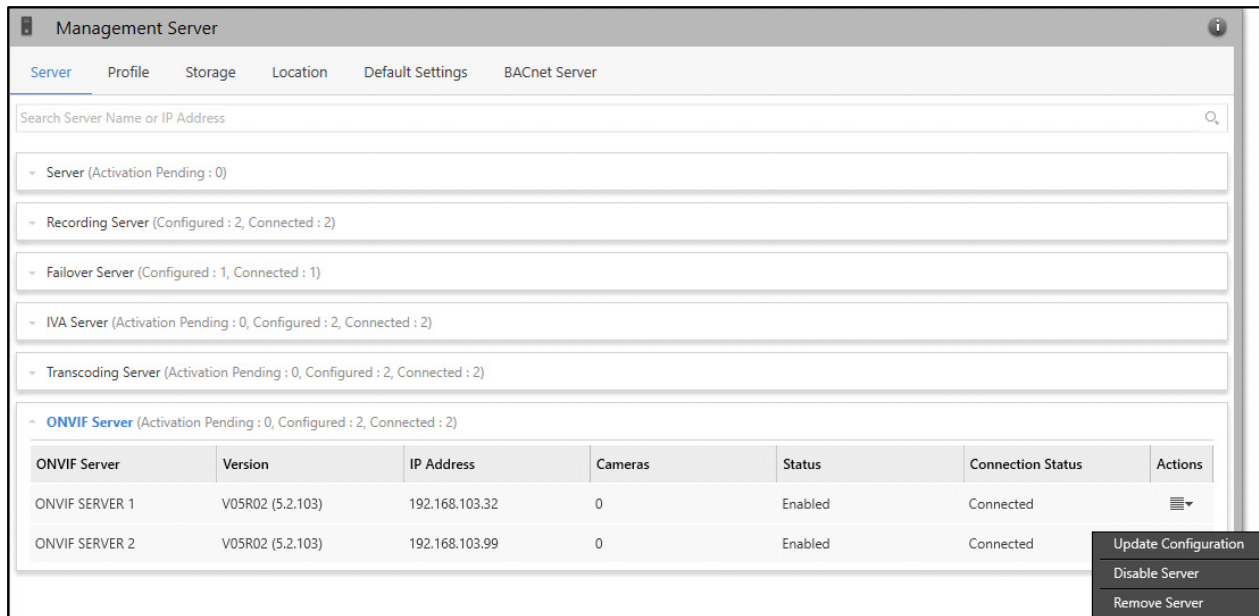 Management Server
Server Profile Storage Location Default Settings BACnet Server
Search Server Name or IP Address
Server (Activation Pending : 0)
Recording Server (Configured : 2, Connected : 2)
Failover Server (Configured : 1, Connected : 1)
IVA Server (Activation Pending : 0, Configured : 2, Connected : 2)
Transcoding Server (Activation Pending : 0, Configured : 2, Connected : 2)
ONVIF Server (Activation Pending : 0, Configured : 2, Connected : 2)
ONVIF Server Version IP Address Cameras Status Connection Status Actions
ONVIF SERVER 1 V05R02 (5.2.103) 192.168.103.32 0 Enabled Connected
ONVIF SERVER 2 V05R02 (5.2.103) 192.168.103.99 0 Enabled Connected
Update Configuration
Disable Server
Remove Server